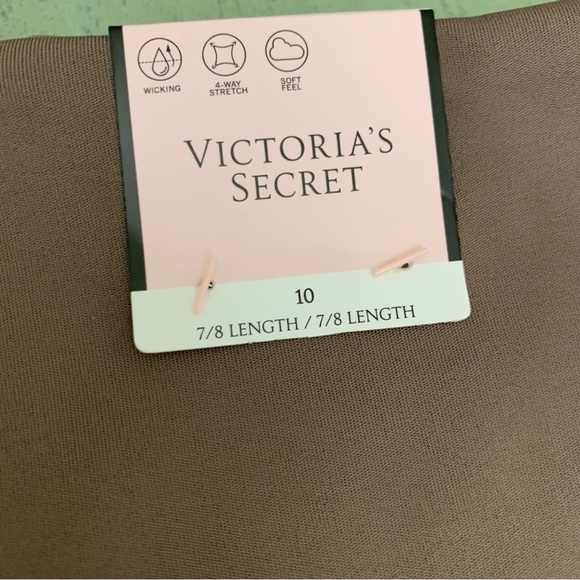 WICKING
4-WAY
STRETCH
SOFT
FEEL
VICTORIA'S
SECRET
10
7/8 LENGTH / 7/8 LENGTH